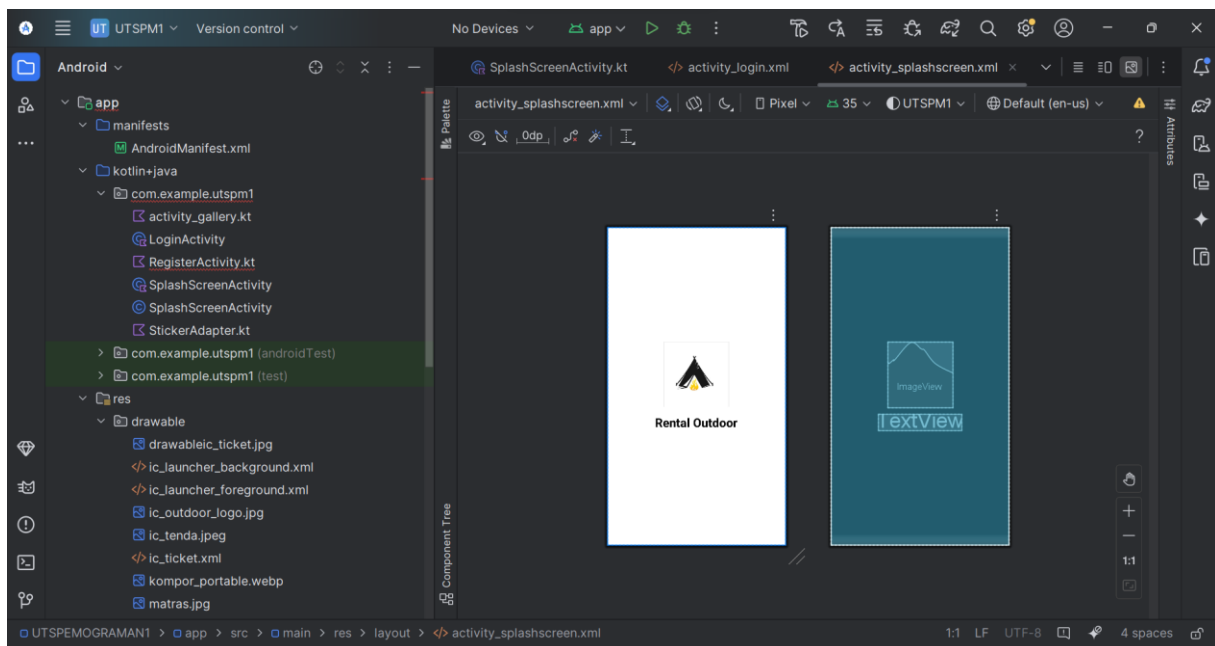 UT UTSPM1 Version control No Devices app
Android
SplashScreenActivity.kt activity_login.xml activity_splashscreen.xml
app
manifests
AndroidManifest.xml
kotlin+java
com.example.utspm1
activity_gallery.kt
LoginActivity
RegisterActivity.kt
SplashScreenActivity
SplashScreenActivity
StickerAdapter.kt
com.example.utspm1 (androidTest)
com.example.utspm1 (test)
res
drawable
drawableic_ticket.jpg
ic_launcher_background.xml
ic_launcher_foreground.xml
ic_outdoor_logo.jpg
ic_tenda.jpeg
ic_ticket.xml
kompor_portable.webp
matras.jpg
Palette
Component Tree
activity_splashscreen.xml Pixel 35 UTSPM1 Default (en-us)
0dp
?
Rental Outdoor
ImageView
TextView
1:1
Attributes
UTSPEMOGRAMAN1 > app > src > main > res > layout > activity_splashscreen.xml 1:1 LF UTF-8 4 spaces